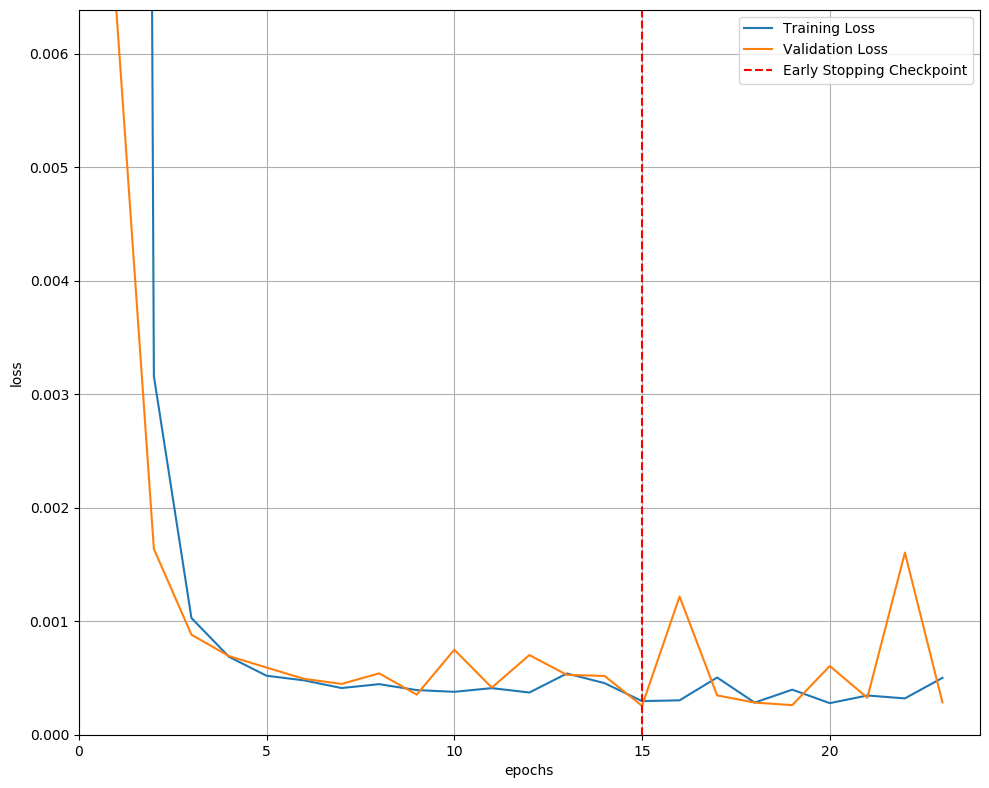 Training Loss
Validation Loss
Early Stopping Checkpoint
0.006
0.005
0.004
0.003
0.002
0.001
0.000
loss
0 5 10 15 20
epochs